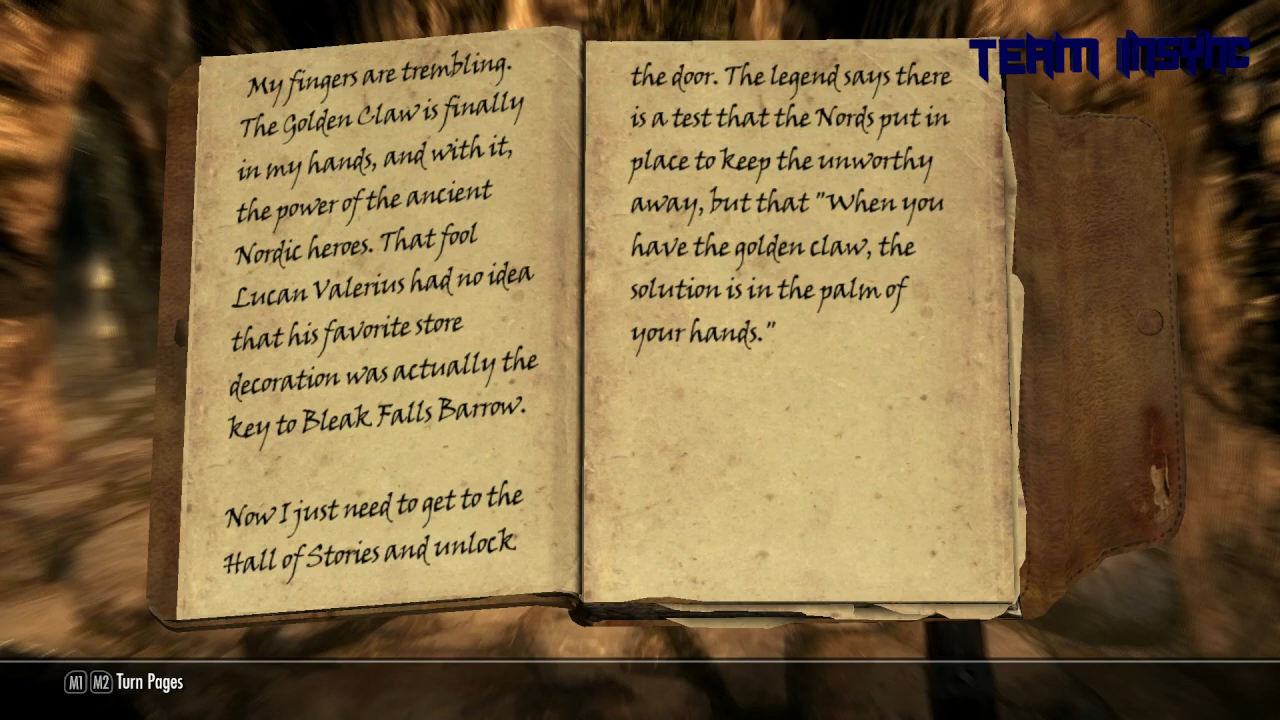 My fingers are trembling.
The Golden Claw is finally
in my hands, and with it,
the power of the ancient
Nordic heroes. That fool
Lucan Valerius had no idea
that his favorite store
decoration was actually the
key to Bleak Falls Barrow.
Now I just need to get to the
Hall of Stories and unlock
the door. The legend says there
is a test that the Nords put in
place to keep the unworthy
away, but that "When you
have the golden claw, the
solution is in the palm of
your hands."
TEAM INSYNC
M1 M2 Turn Pages